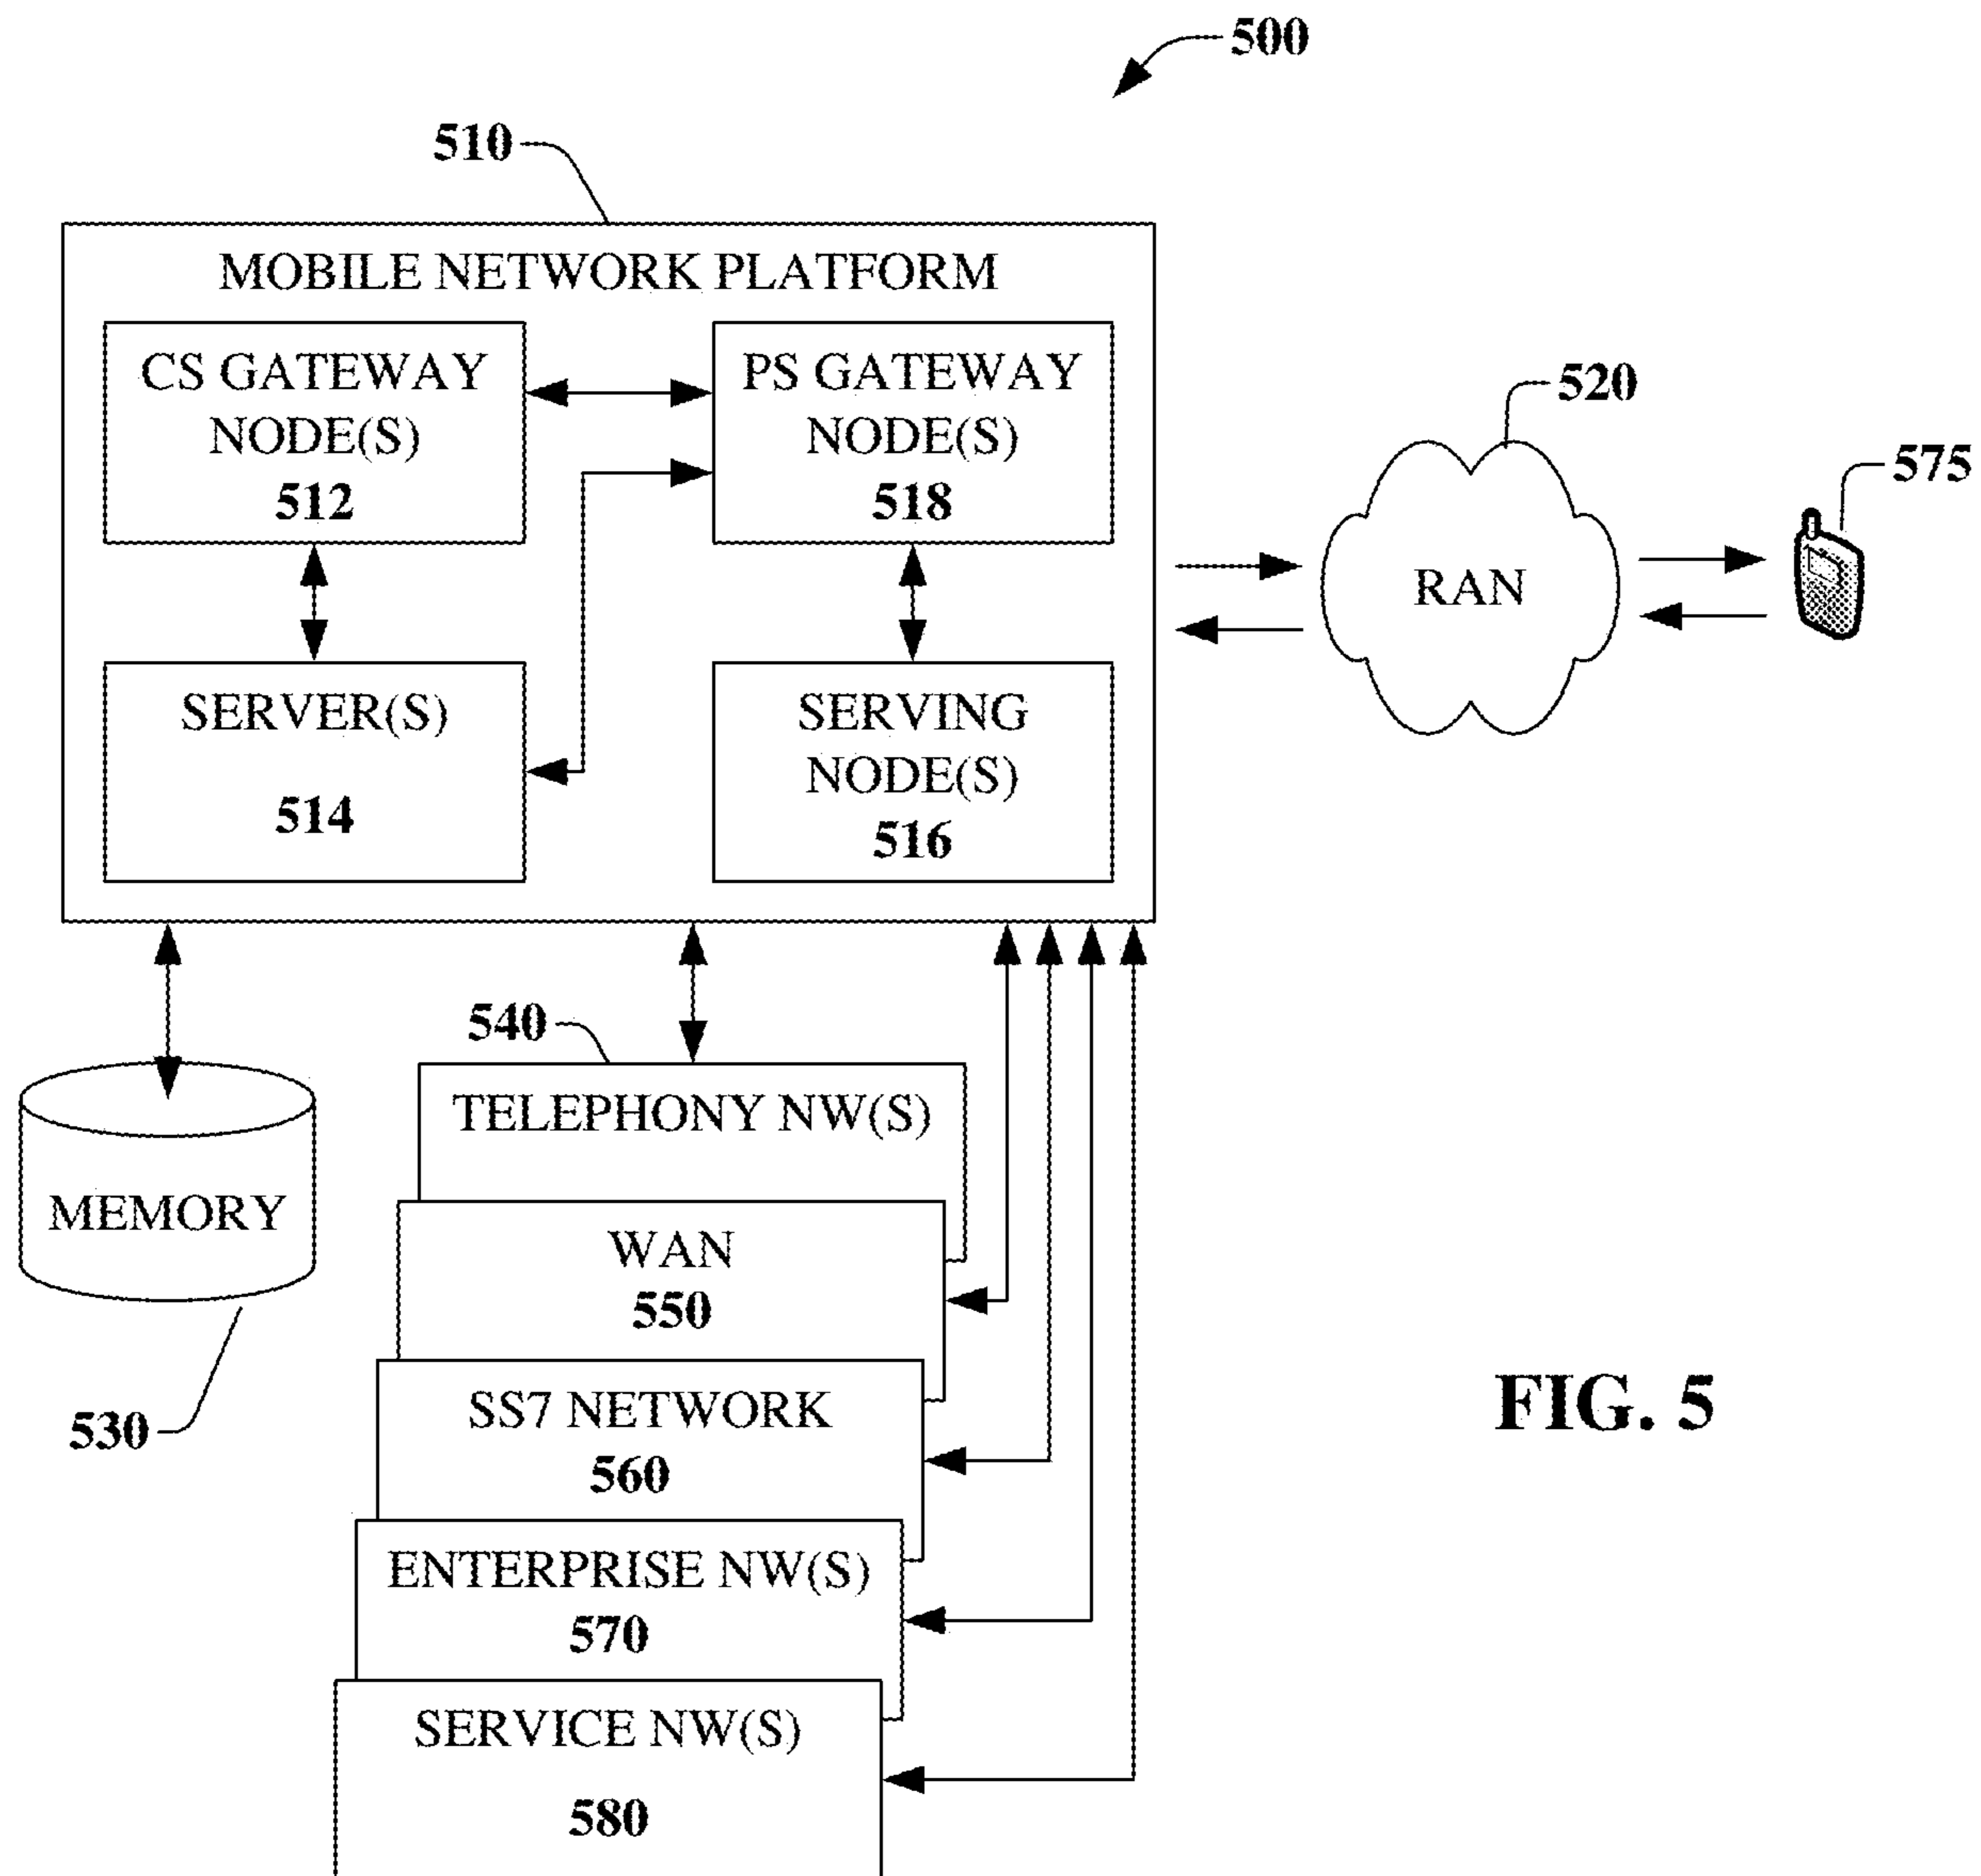 500
510
MOBILE NETWORK PLATFORM
CS GATEWAY
NODE(S)
512
PS GATEWAY
NODE(S)
518
520
575
RAN
SERVER(S)
514
SERVING
NODE(S)
516
540
TELEPHONY NW(S)
MEMORY
530
WAN
550
SS7 NETWORK
560
ENTERPRISE NW(S)
570
SERVICE NW(S)
580
FIG. 5